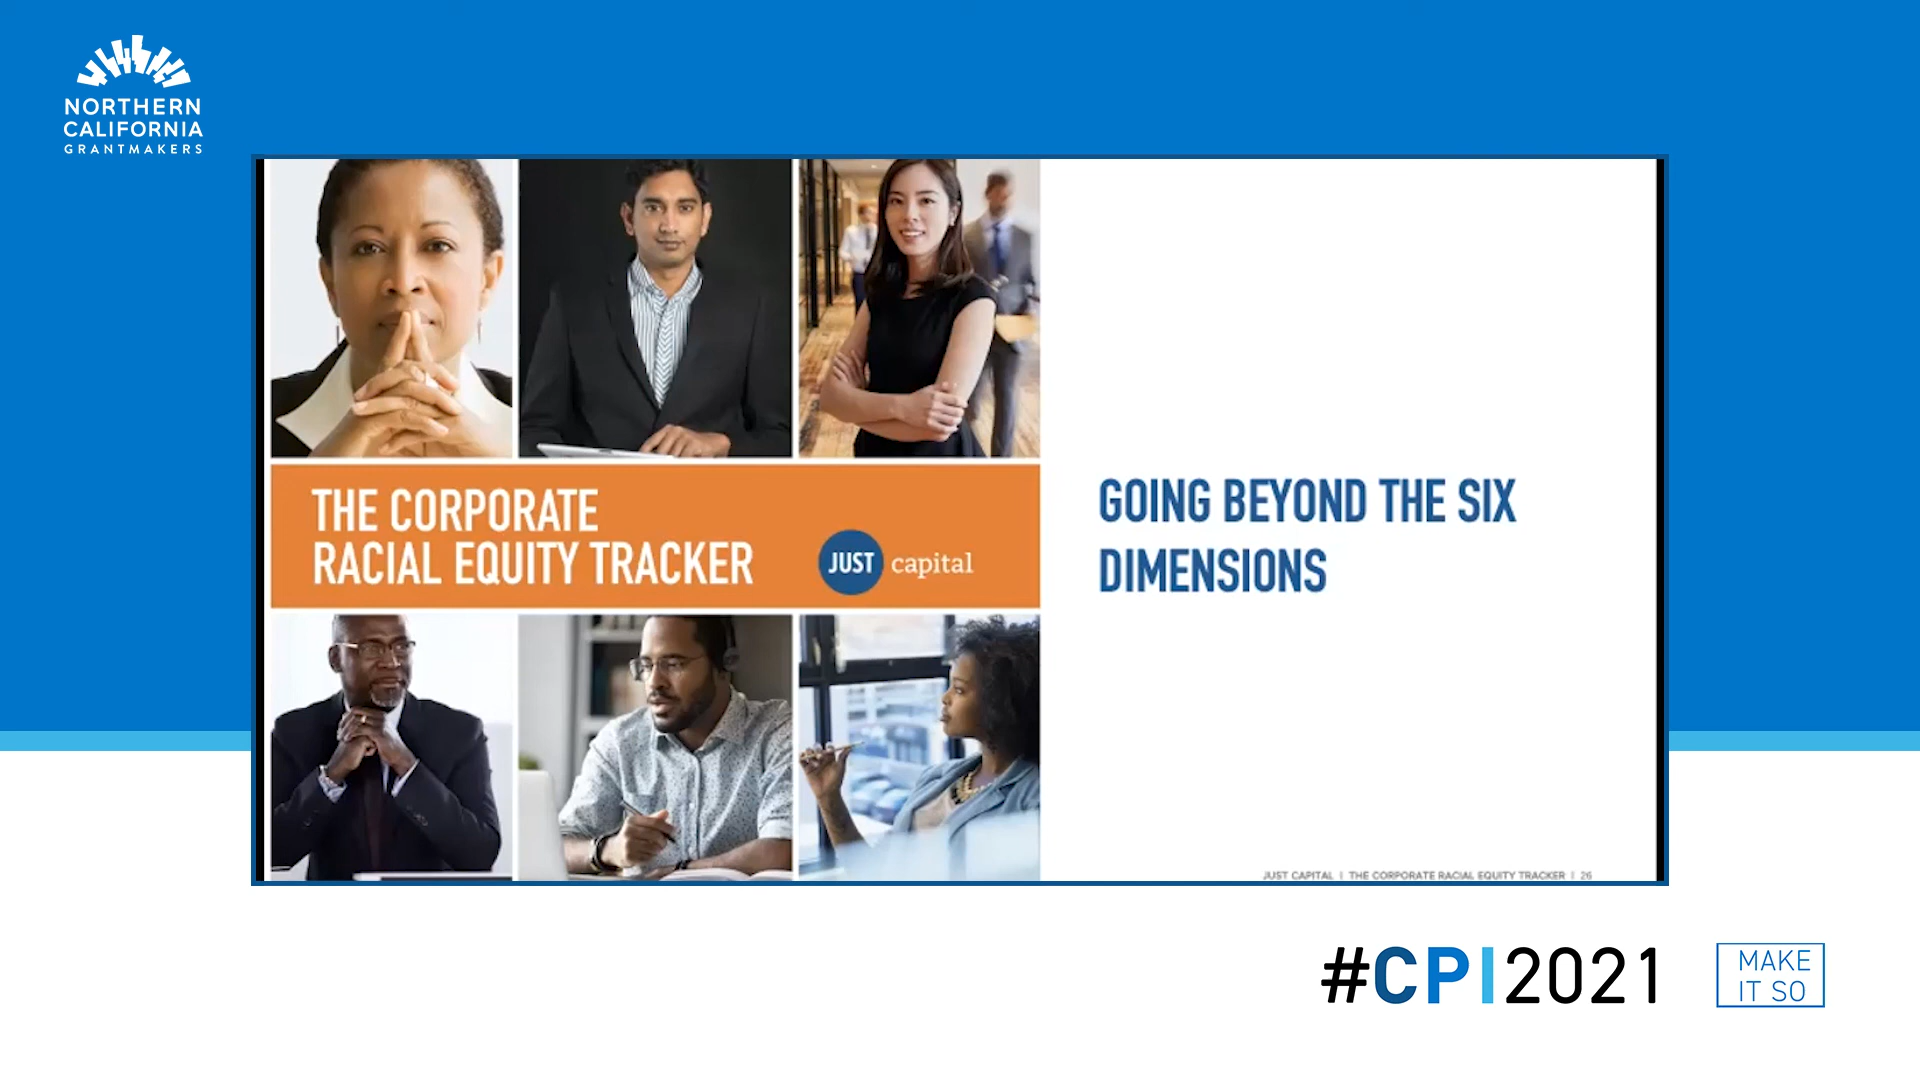 NORTHERN
CALIFORNIA
GRANTMAKERS
THE CORPORATE
RACIAL EQUITY TRACKER
JUST capital
GOING BEYOND THE SIX
DIMENSIONS
JUST CAPITAL | THE CORPORATE RACIAL EQUITY TRACKER | 26
#CPI2021
MAKE
IT SO